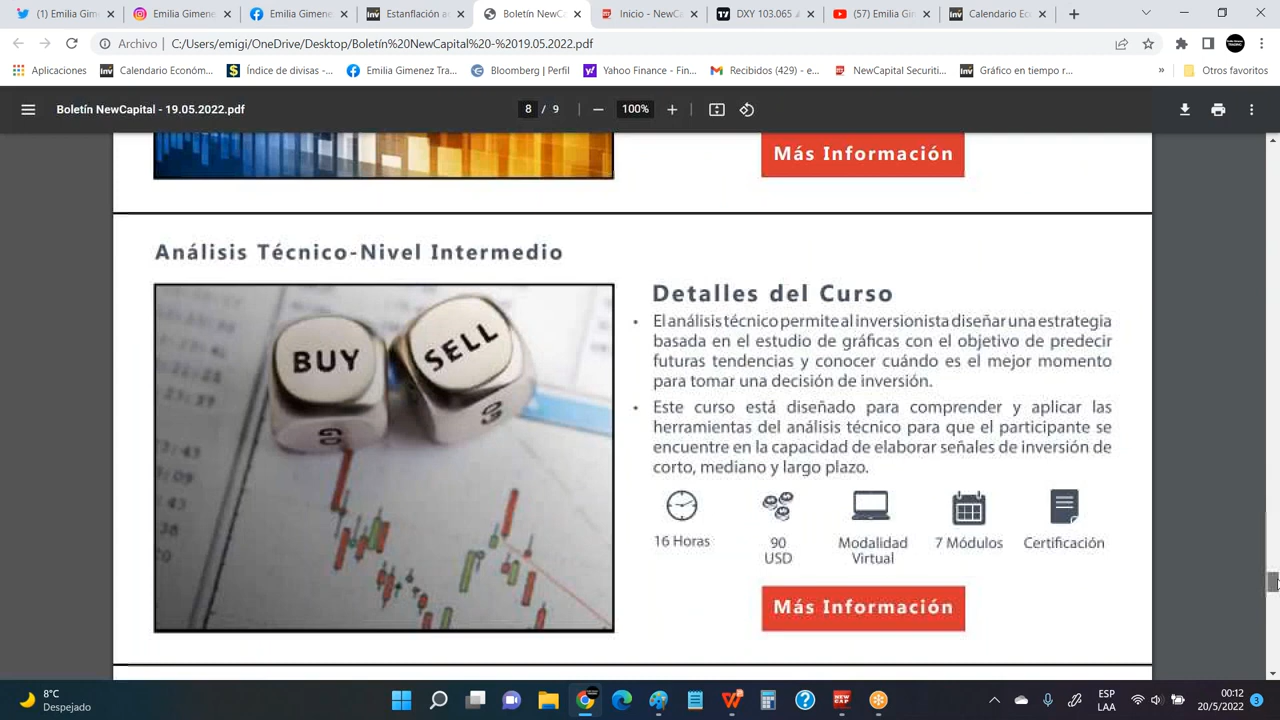 (1) Emilia Gim
Emilia Gimen
Emilia Gimene
Estanflación e
Boletín NewCa
Inicio - NewCa
DXY 103.065
(57) Emilia Gi
Calendario Eco
Archivo
C:/Users/emigi/OneDrive/Desktop/Boletín%20NewCapital%20-%2019.05.2022.pdf
Aplicaciones
Calendario Económ...
Índice de divisas -...
Emilia Gimenez Tra...
Bloomberg | Perfil
Yahoo Finance - Fin...
Recibidos (429) - e...
NewCapital Securiti...
Gráfico en tiempo r...
»
Otros favoritos
Boletín NewCapital - 19.05.2022.pdf
8 / 9
100%
Más Información
Análisis Técnico-Nivel Intermedio
BUY
SELL
GO
Detalles del Curso
• El análisis técnico permite al inversionista diseñar una estrategia
basada en el estudio de gráficas con el objetivo de predecir
futuras tendencias y conocer cuándo es el mejor momento
para tomar una decisión de inversión.
• Este curso está diseñado para comprender y aplicar las
herramientas del análisis técnico para que el participante se
encuentre en la capacidad de elaborar señales de inversión de
corto, mediano y largo plazo.
16 Horas
90
USD
Modalidad
Virtual
7 Módulos
Certificación
Más Información
8°C
Despejado
ESP
LAA
00:12
20/5/2022
3